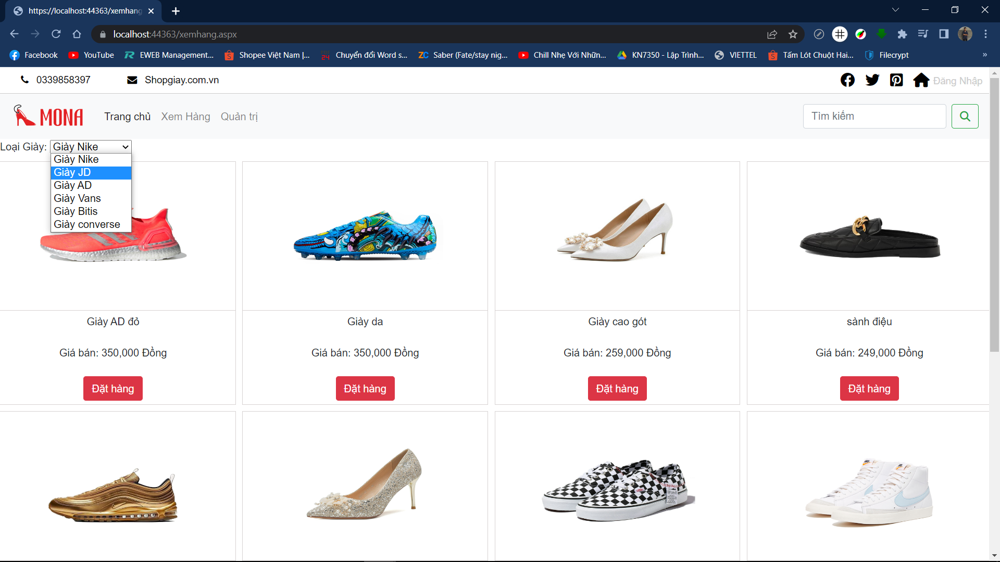 https://localhost:44363/xemhang
localhost:44363/xemhang.aspx
Facebook
YouTube
EWEB Management...
Shopee Việt Nam |...
Chuyển đổi Word s...
Saber (Fate/stay nig...
Chill Nhẹ Với Nhữn...
KN7350 - Lập Trình...
VIETTEL
Tấm Lót Chuột Hai...
Filecrypt
»
0339858397
Shopgiay.com.vn
Đăng Nhập
MONA
Trang chủ
Xem Hàng
Quản trị
Tìm kiếm
Loại Giày: Giày Nike
Giày Nike
Giày JD
Giày AD
Giày Vans
Giày Bitis
Giày converse
Giày AD đỏ
Giá bán: 350,000 Đồng
Đặt hàng
Giày da
Giá bán: 350,000 Đồng
Đặt hàng
Giày cao gót
Giá bán: 259,000 Đồng
Đặt hàng
sành điệu
Giá bán: 249,000 Đồng
Đặt hàng